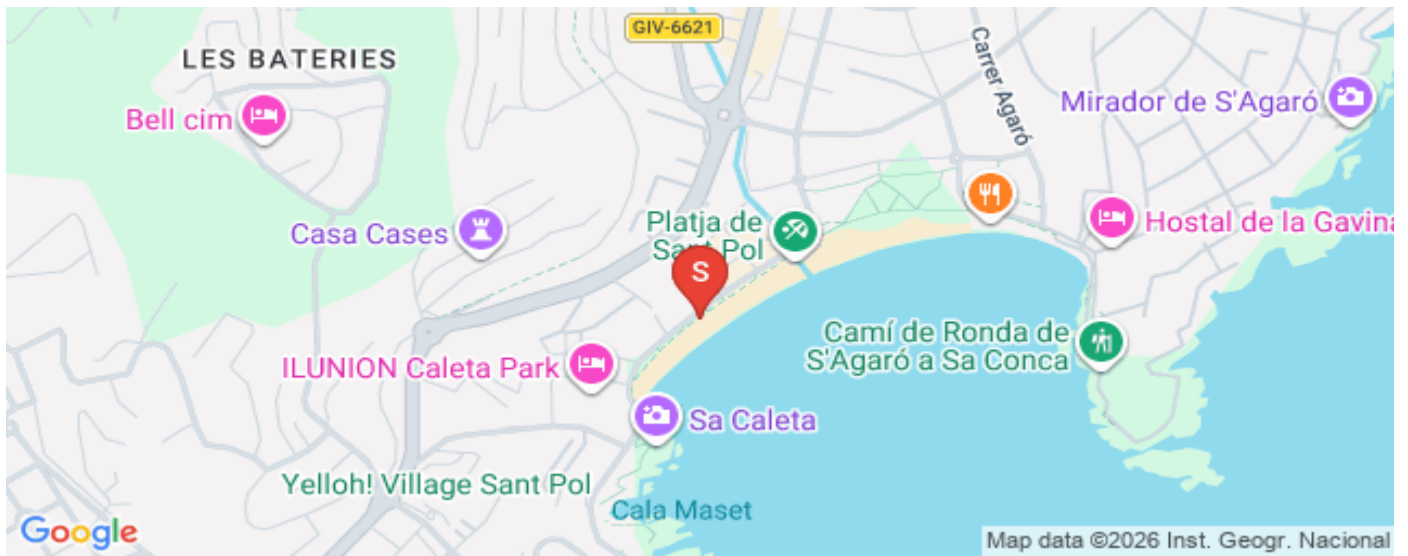 GIV-6621
LES BATERIES
Bell cim
Carrer Agaró
Mirador de S'Agaró
Casa Cases
Platja de
Sant Pol
Hostal de la Gavina
S
Camí de Ronda de
S'Agaró a Sa Conca
ILUNION Caleta Park
Sa Caleta
Yelloh! Village Sant Pol
Cala Maset
Google
Map data ©2026 Inst. Geogr. Nacional